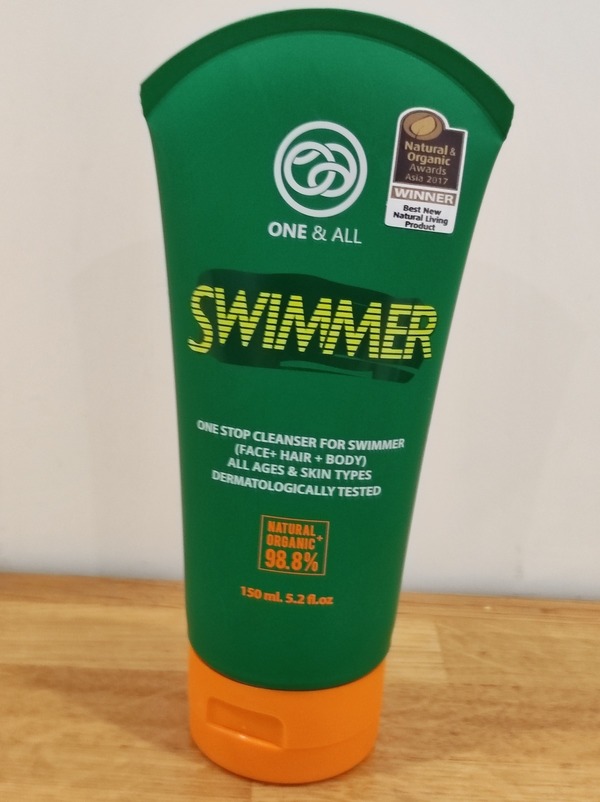 Natural &
Organic
Awards
Asia 2017
WINNER
Best New
Natural Living
Product
ONE & ALL
SWIMMER
ONE STOP CLEANSER FOR SWIMMER
(FACE+ HAIR + BODY)
ALL AGES & SKIN TYPES
DERMATOLOGICALLY TESTED
NATURAL +
ORGANIC
98.8%
150 ml. 5.2 fl.oz